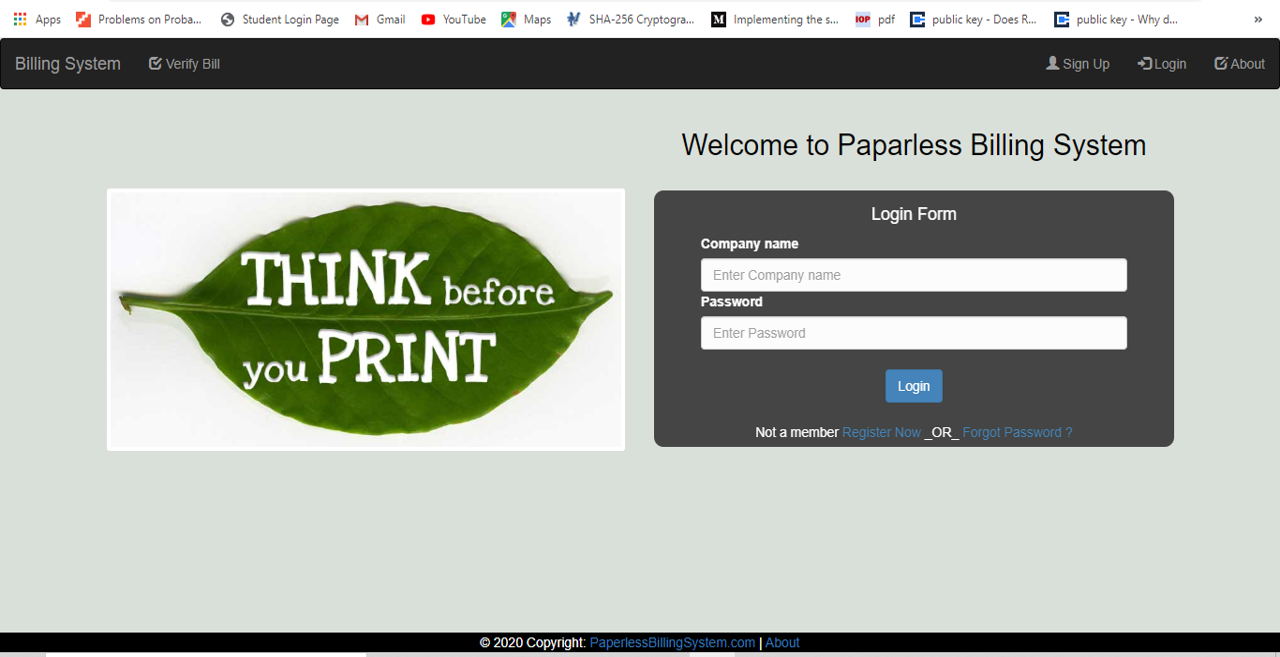 Apps Problems on Proba... Student Login Page Gmail YouTube Maps SHA-256 Cryptogra... M Implementing the s... IOP pdf public key - Does R... public key - Why d... »
Billing System Verify Bill Sign Up Login About
Welcome to Paparless Billing System
THINK before
you PRINT
Login Form
Company name
Enter Company name
Password
Enter Password
Login
Not a member Register Now _OR_ Forgot Password ?
© 2020 Copyright: PaperlessBillingSystem.com | About